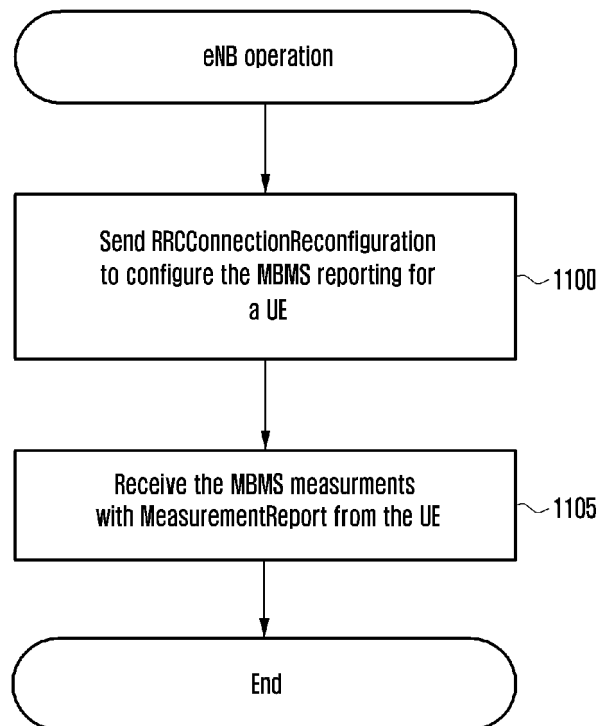 eNB operation
Send RRCConnectionReconfiguration
to configure the MBMS reporting for
a UE
1100
Receive the MBMS measurments
with MeasurementReport from the UE
1105
End